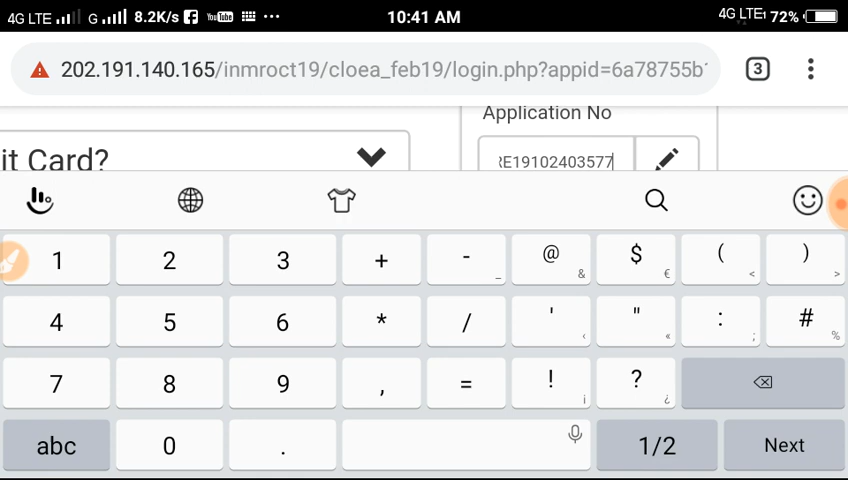 4G LTE G 8.2K/s YouTube ... 10:41 AM 4G LTE 72%
202.191.140.165/inmroct19/cloea_feb19/login.php?appid=6a78755b 3
Application No
it Card?
E19102403577
1 2 3 + - _ @ & $ € ( < ) >
4 5 6 * / ' ‹ " « : ; # %
7 8 9 , = ! ¡ ? ¿
abc 0 . 1/2 Next